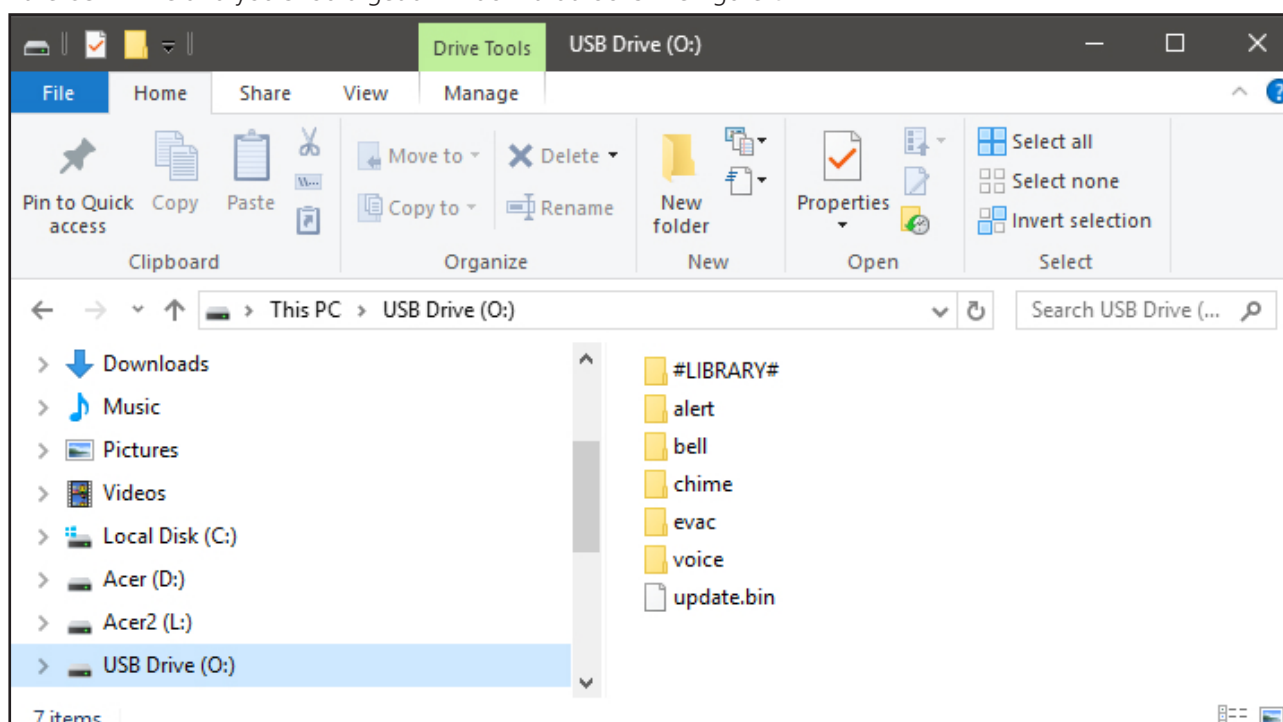 Drive Tools USB Drive (O:)
File Home Share View Manage
Pin to Quick access
Copy
Paste
Move to
Copy to
Delete
Rename
New folder
Properties
Select all
Select none
Invert selection
Clipboard Organize New Open Select
This PC > USB Drive (O:)
Search USB Drive (...
Downloads
Music
Pictures
Videos
Local Disk (C:)
Acer (D:)
Acer2 (L:)
USB Drive (O:)
#LIBRARY#
alert
bell
chime
evac
voice
update.bin
7 items